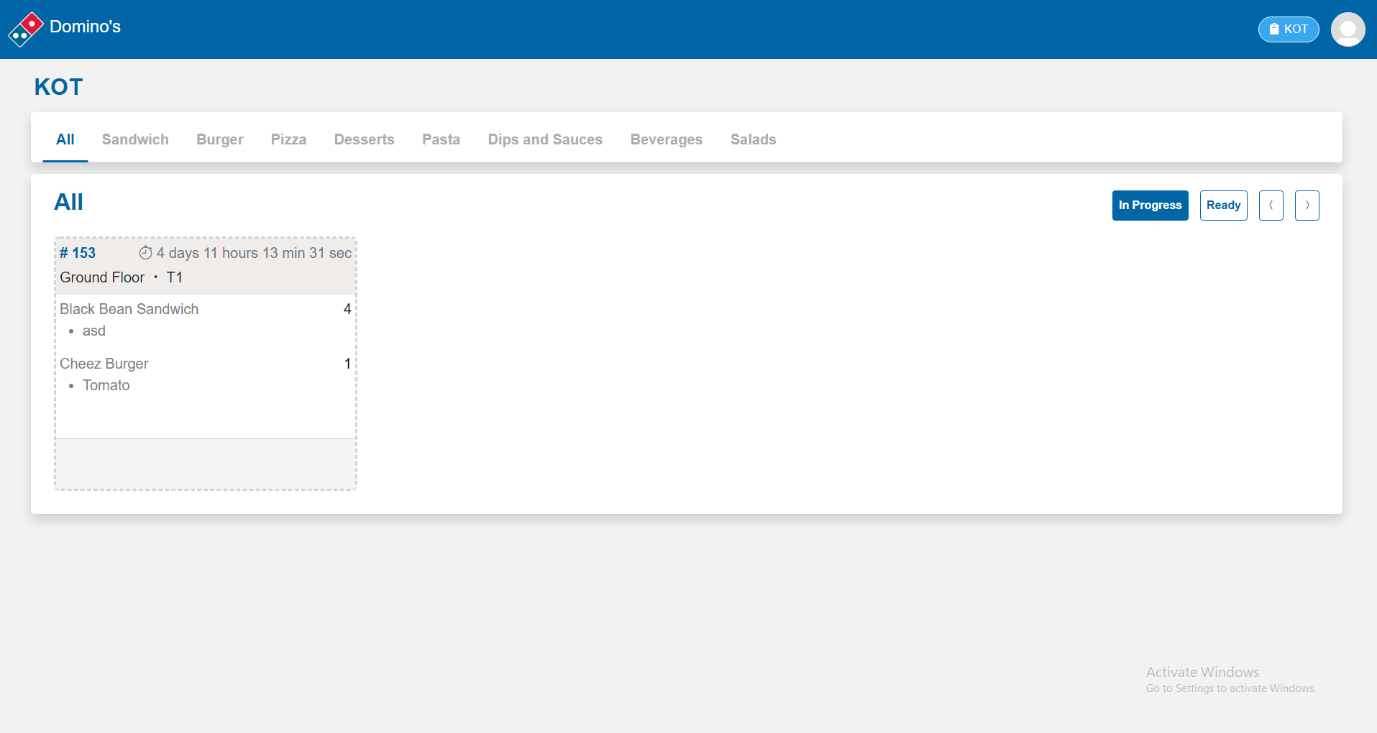 Domino's
KOT
KOT
All Sandwich Burger Pizza Desserts Pasta Dips and Sauces Beverages Salads
All
In Progress Ready ⟨ ⟩
# 153 4 days 11 hours 13 min 31 sec
Ground Floor • T1
Black Bean Sandwich 4
• asd
Cheez Burger 1
• Tomato
Activate Windows
Go to Settings to activate Windows.